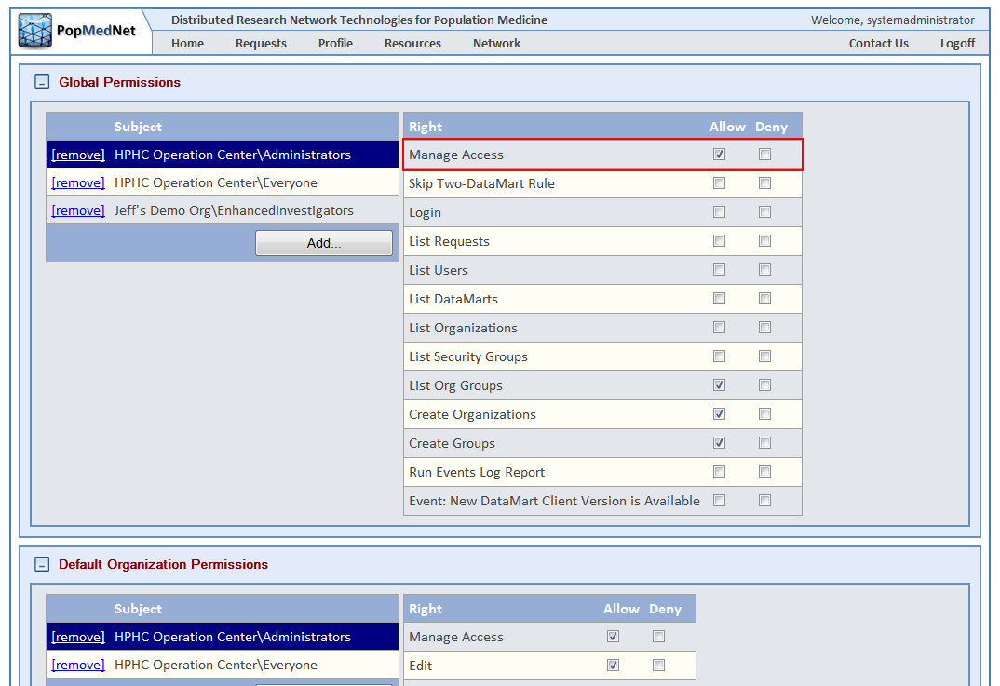 PopMedNet
Distributed Research Network Technologies for Population Medicine
Welcome, systemadministrator
Home Requests Profile Resources Network Contact Us Logoff
Global Permissions
Subject
[remove] HPHC Operation Center\Administrators
[remove] HPHC Operation Center\Everyone
[remove] Jeff's Demo Org\EnhancedInvestigators
Add...
Right Allow Deny
Manage Access
Skip Two-DataMart Rule
Login
List Requests
List Users
List DataMarts
List Organizations
List Security Groups
List Org Groups
Create Organizations
Create Groups
Run Events Log Report
Event: New DataMart Client Version is Available
Default Organization Permissions
Subject
[remove] HPHC Operation Center\Administrators
[remove] HPHC Operation Center\Everyone
Right Allow Deny
Manage Access
Edit